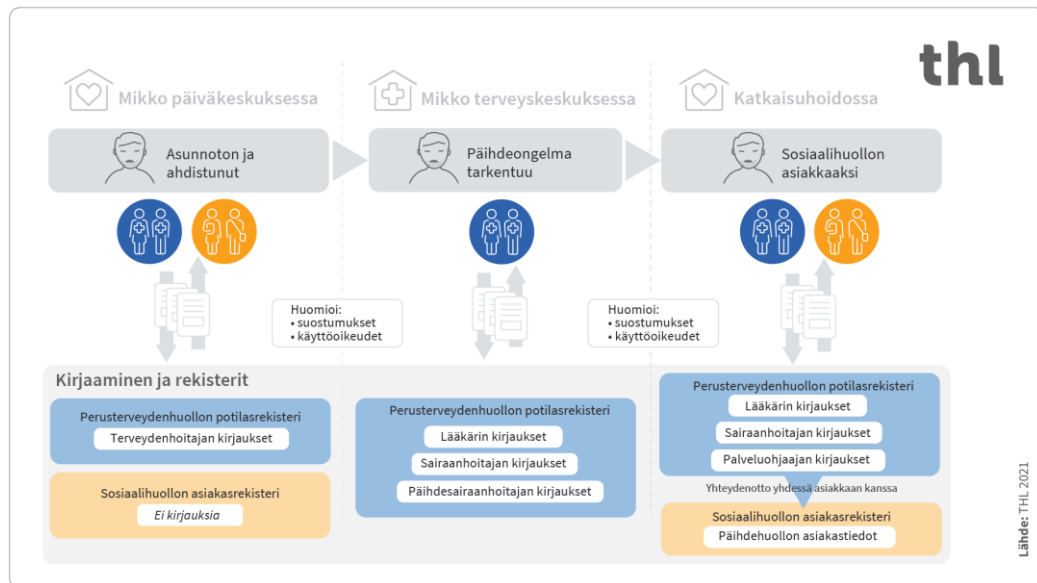 thl
Mikko päiväkeskuksessa
Mikko terveyskeskuksessa
Katkaisuhoidossa
Asunnoton ja
ahdistunut
Päihdeongelma
tarkentuu
Sosiaalihuollon
asiakkaaksi
Huomioi:
• suostumukset
• käyttöoikeudet
Huomioi:
• suostumukset
• käyttöoikeudet
Kirjaaminen ja rekisterit
Perusterveydenhuollon potilasrekisteri
Terveydenhoitajan kirjaukset
Sosiaalihuollon asiakasrekisteri
Ei kirjauksia
Perusterveydenhuollon potilasrekisteri
Lääkärin kirjaukset
Sairaanhoitajan kirjaukset
Päihdesairaanhoitajan kirjaukset
Perusterveydenhuollon potilasrekisteri
Lääkärin kirjaukset
Sairaanhoitajan kirjaukset
Palveluohjaajan kirjaukset
Yhteydenotto yhdessä asiakkaan kanssa
Sosiaalihuollon asiakasrekisteri
Päihdehuollon asiakastiedot
Lähde: THL 2021